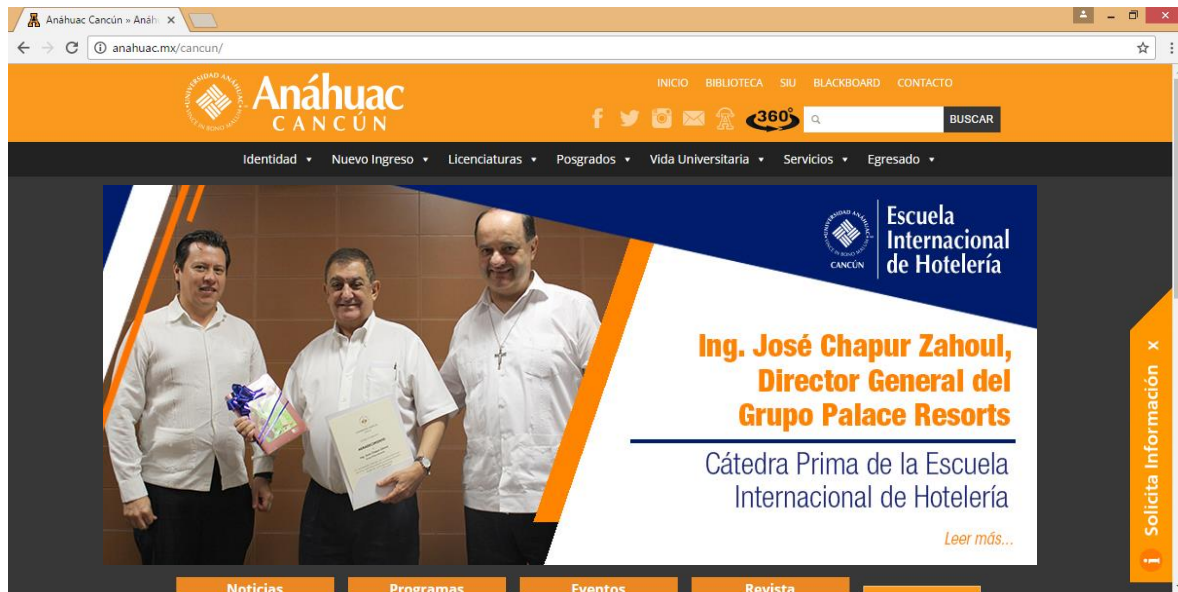 Anáhuac Cancún » Anáh
anahuac.mx/cancun/
Anáhuac
CANCÚN
INICIO BIBLIOTECA SIU BLACKBOARD CONTACTO
360°
BUSCAR
Identidad Nuevo Ingreso Licenciaturas Posgrados Vida Universitaria Servicios Egresado
CANCÚN
Escuela
Internacional
de Hotelería
Ing. José Chapur Zahoul,
Director General del
Grupo Palace Resorts
Cátedra Prima de la Escuela
Internacional de Hotelería
Leer más...
Solicita Información x
Noticias Programas Eventos Revista